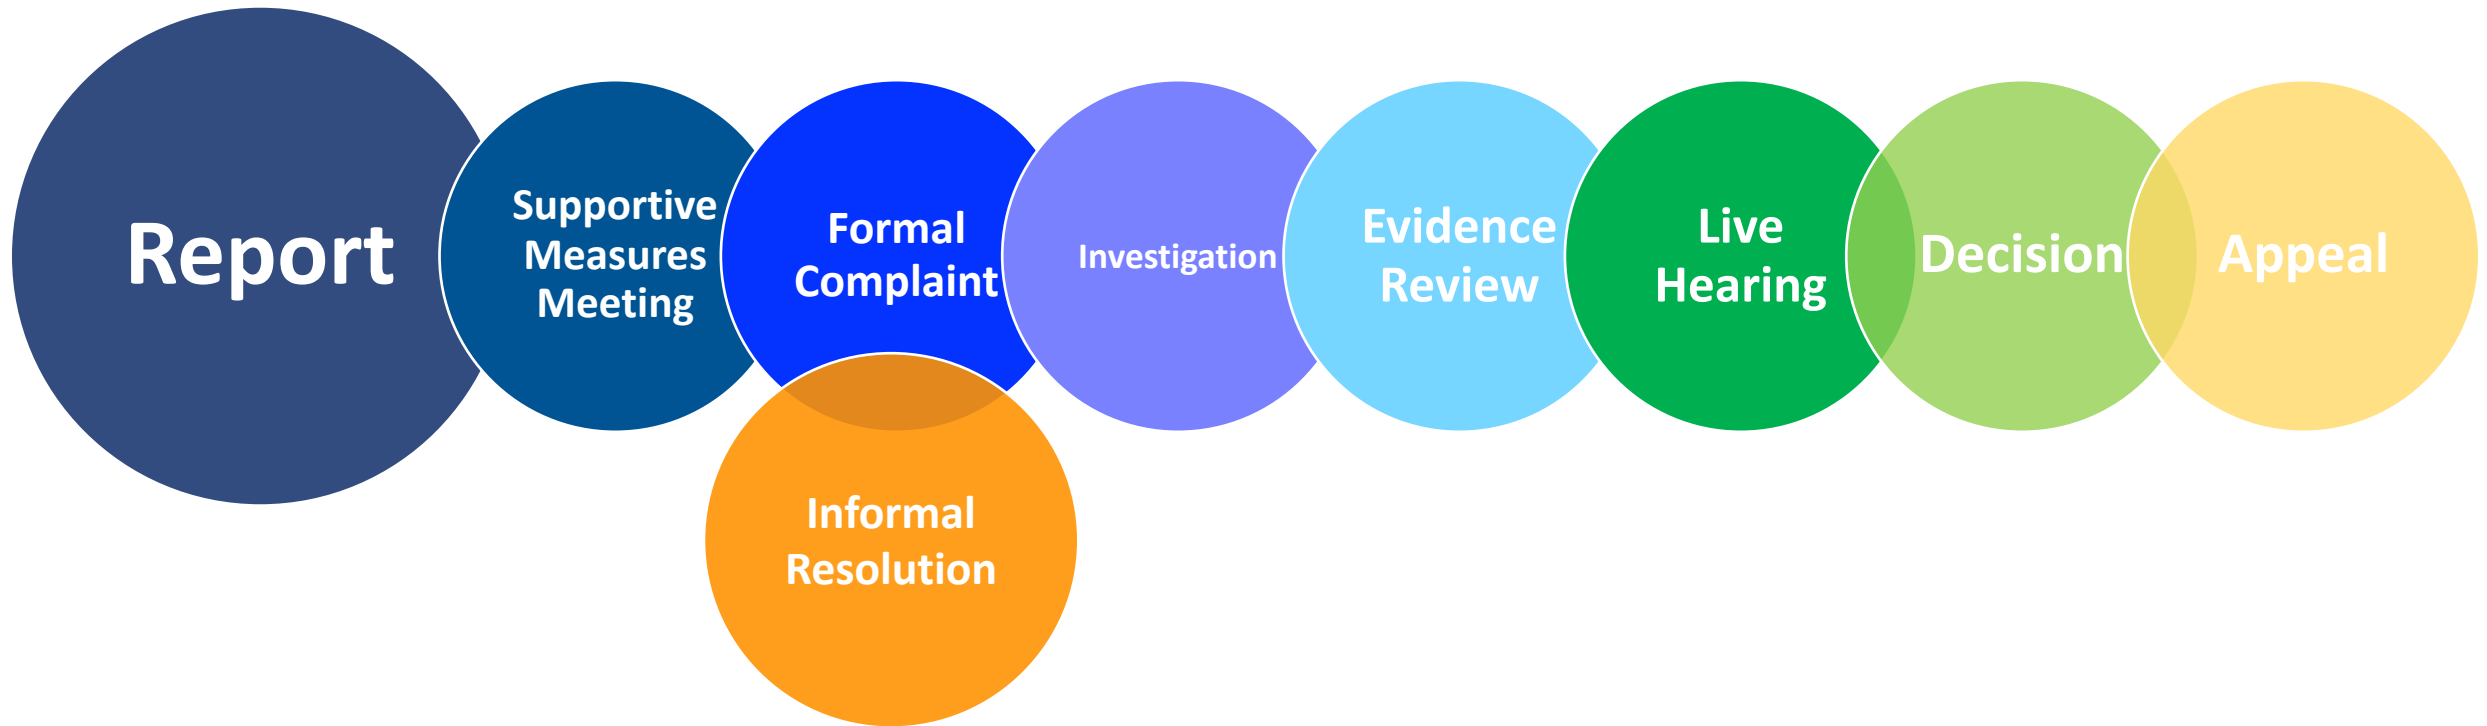 Report
Supportive
Measures
Meeting
Formal
Complaint
Investigation
Evidence
Review
Live
Hearing
Decision
Appeal
Informal
Resolution